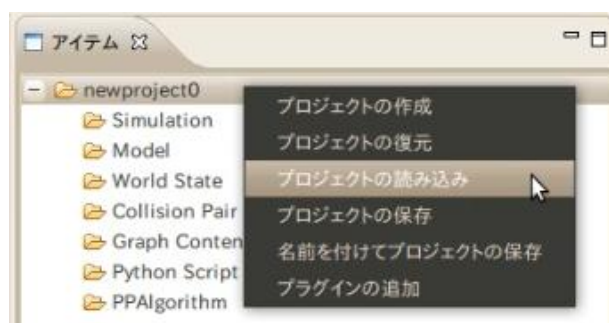 アイテム
newproject0
Simulation
Model
World State
Collision Pair
Graph Conten
Python Script
PPAlgorithm
プロジェクトの作成
プロジェクトの復元
プロジェクトの読み込み
プロジェクトの保存
名前を付けてプロジェクトの保存
プラグインの追加